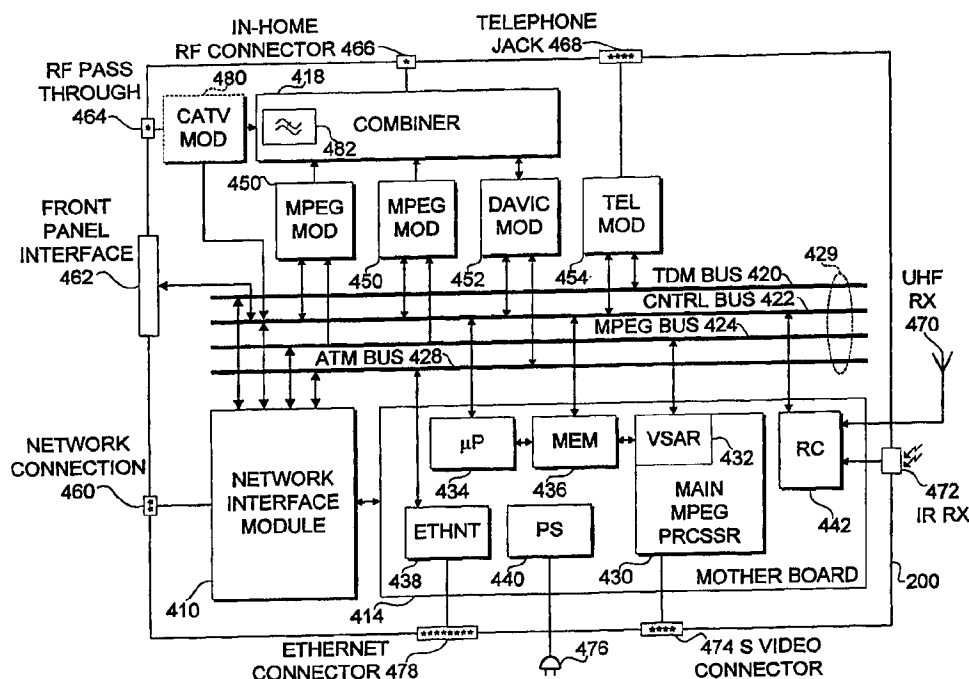 IN-HOME
RF CONNECTOR 466
TELEPHONE
JACK 468
****
*
RF PASS
THROUGH
464
*
480
CATV
MOD
418
482
COMBINER
450
MPEG
MOD
MPEG
MOD
450
DAVIC
MOD
452
TEL
MOD
454
FRONT
PANEL
INTERFACE
462
TDM BUS 420
CNTRL BUS 422
MPEG BUS 424
ATM BUS 428
429
UHF
RX
470
NETWORK
CONNECTION
460
**
NETWORK
INTERFACE
MODULE
410
µP
434
MEM
436
VSAR
432
MAIN
MPEG
PRCSSR
430
RC
442
472
IR RX
ETHNT
438
PS
440
MOTHER BOARD
414
200
ETHERNET
CONNECTOR 478
********
476
****
474 S VIDEO
CONNECTOR